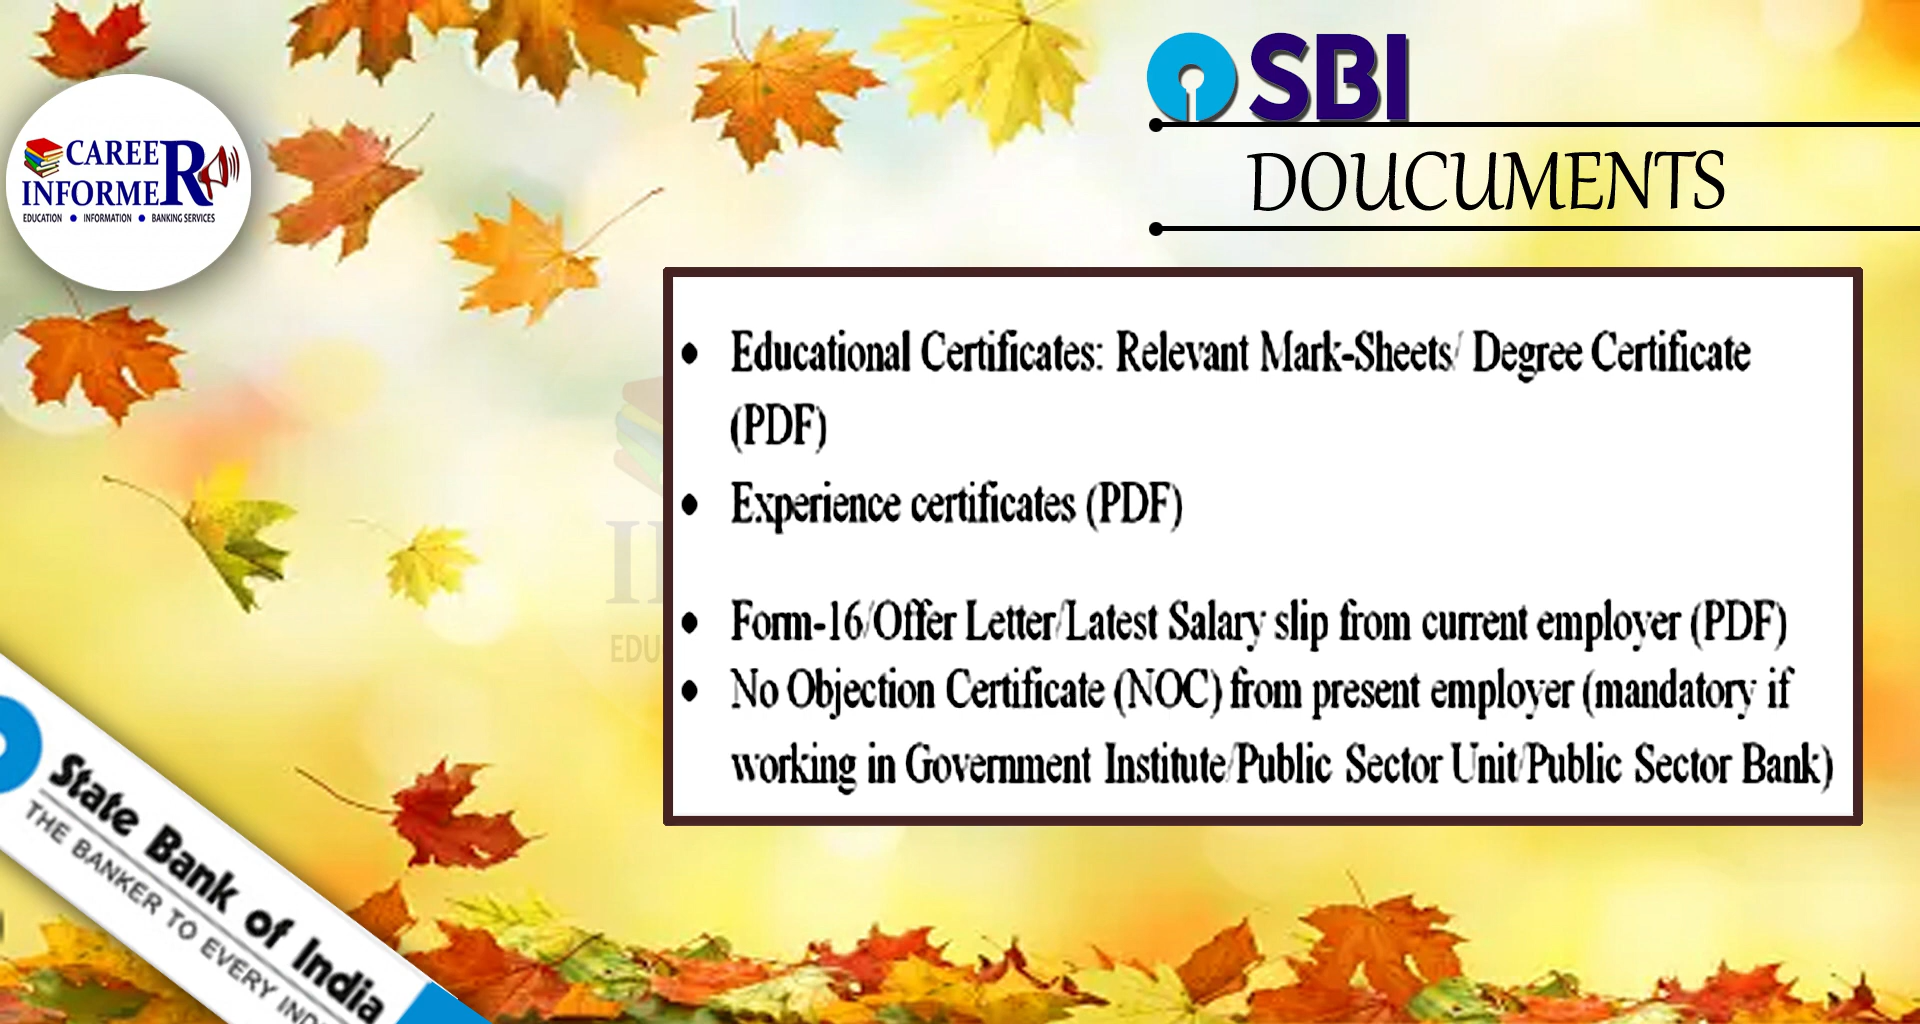 CAREE
INFORMER
EDUCATION • INFORMATION • BANKING SERVICES
SBI
DOUCUMENTS
• Educational Certificates: Relevant Mark-Sheets/ Degree Certificate
(PDF)
• Experience certificates (PDF)
• Form-16/Offer Letter/Latest Salary slip from current employer (PDF)
• No Objection Certificate (NOC) from present employer (mandatory if
working in Government Institute/Public Sector Unit/Public Sector Bank)
EDU
State Bank of India
THE BANKER TO EVERY IND